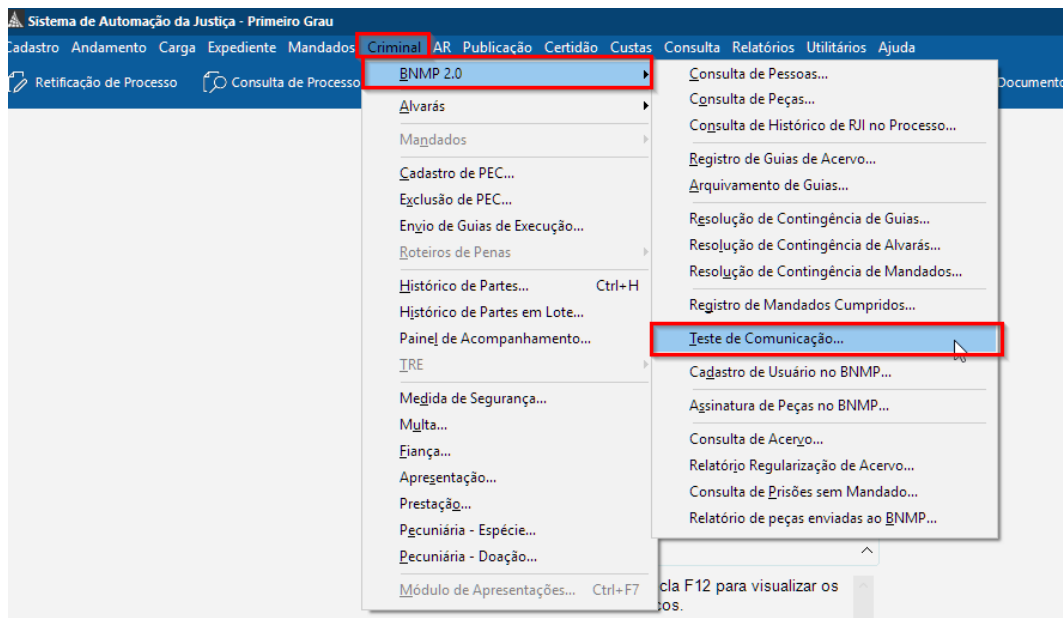 Sistema de Automação da Justiça - Primeiro Grau
Cadastro Andamento Carga Expediente Mandados Criminal AR Publicação Certidão Custas Consulta Relatórios Utilitários Ajuda
Retificação de Processo Consulta de Processo Documento
BNMP 2.0
Alvarás
Mandados
Cadastro de PEC...
Exclusão de PEC...
Envio de Guias de Execução...
Roteiros de Penas
Histórico de Partes... Ctrl+H
Histórico de Partes em Lote...
Painel de Acompanhamento...
TRE
Medida de Segurança...
Multa...
Fiança...
Apresentação...
Prestação...
Pecuniária - Espécie...
Pecuniária - Doação...
Módulo de Apresentações... Ctrl+F7
Consulta de Pessoas...
Consulta de Peças...
Consulta de Histórico de RJI no Processo...
Registro de Guias de Acervo...
Arquivamento de Guias...
Resolução de Contingência de Guias...
Resolução de Contingência de Alvarás...
Resolução de Contingência de Mandados...
Registro de Mandados Cumpridos...
Teste de Comunicação...
Cadastro de Usuário no BNMP...
Assinatura de Peças no BNMP...
Consulta de Acervo...
Relatório Regularização de Acervo...
Consulta de Prisões sem Mandado...
Relatório de peças enviadas ao BNMP...
cla F12 para visualizar os
cos.